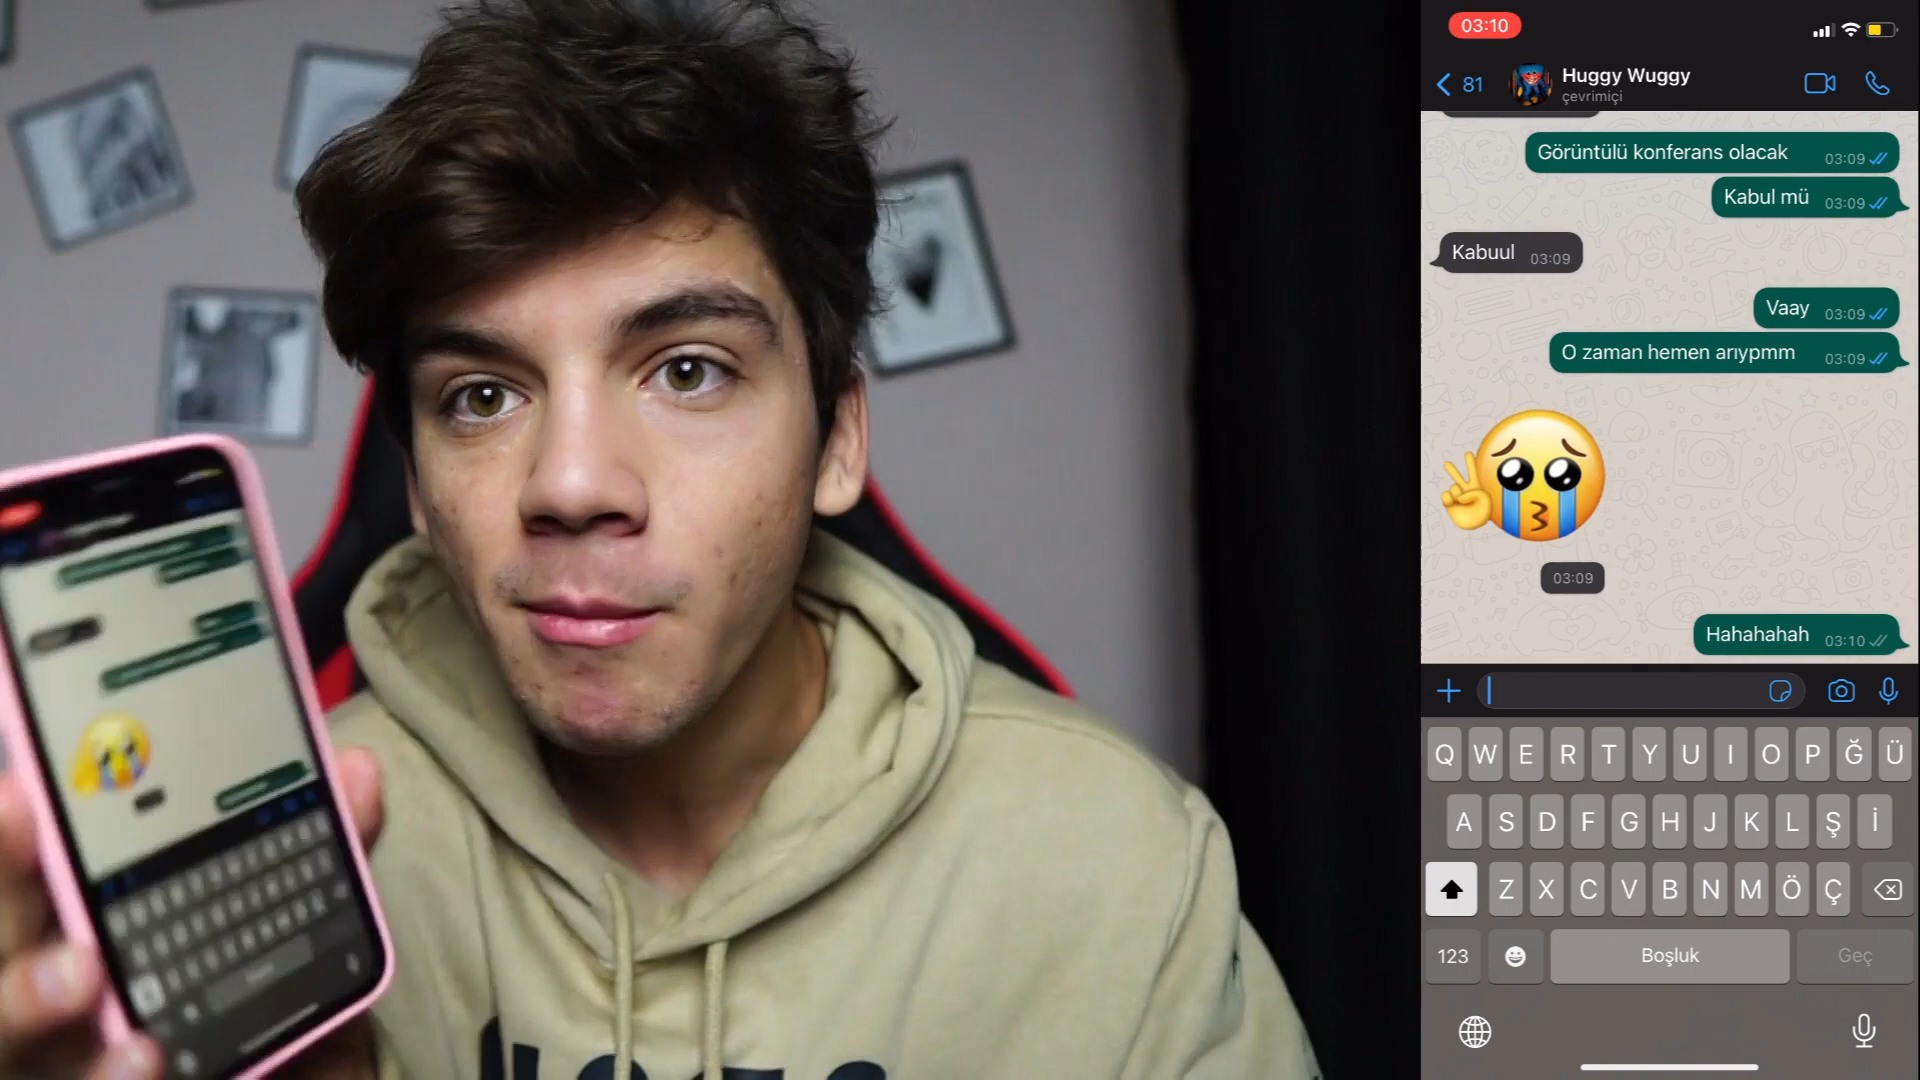 03:10
81
Huggy Wuggy
çevrimiçi
Görüntülü konferans olacak 03:09
Kabul mü 03:09
Kabuul 03:09
Vaay 03:09
O zaman hemen arıypmm 03:09
03:09
Hahahahah 03:10
Q W E R T Y U I O P Ğ Ü
A S D F G H J K L Ş İ
Z X C V B N M Ö Ç
123 Boşluk Geç